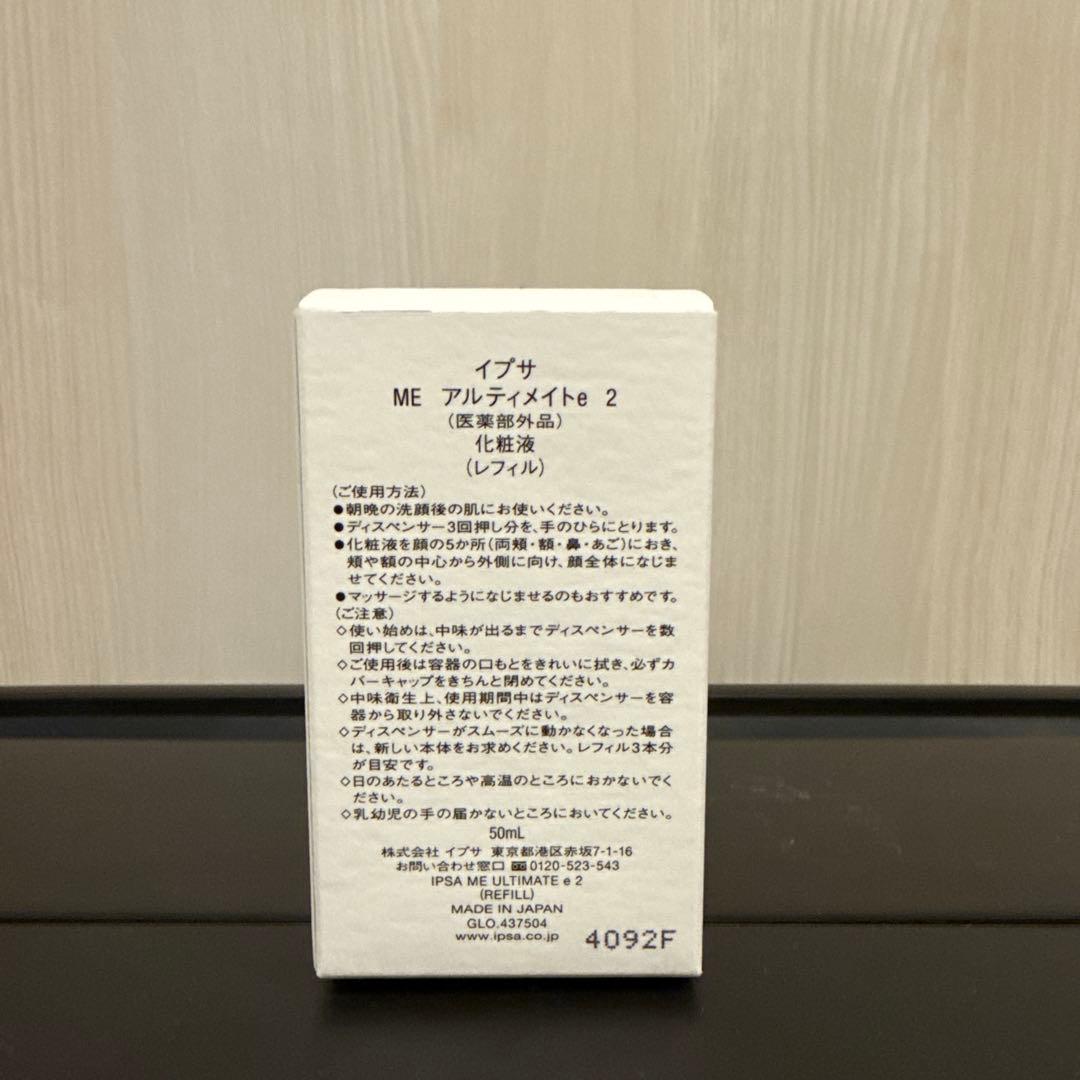 イプサ
ME アルティメイトe 2
(医薬部外品)
化粧液
(レフィル)
(ご使用方法)
●朝晩の洗顔後の肌にお使いください。
●ディスペンサー3回押し分を、手のひらにとります。
●化粧液を顔の5か所(両頬・額・鼻・あご)におき、
頬や額の中心から外側に向け、顔全体になじま
せてください。
●マッサージするようになじませるのもおすすめです。
(ご注意)
◇使い始めは、中味が出るまでディスペンサーを数
回押してください。
◇ご使用後は容器の口もとをきれいに拭き、必ずカ
バーキャップをきちんと閉めてください。
◇中味衛生上、使用期間中はディスペンサーを容
器から取り外さないでください。
◇ディスペンサーがスムーズに動かなくなった場合
は、新しい本体をお求めください。レフィル3本分
が目安です。
◇日のあたるところや高温のところにおかないでく
ださい。
◇乳幼児の手の届かないところにおいてください。
50mL
株式会社 イプサ 東京都港区赤坂7-1-16
お問い合わせ窓口 0120-523-543
IPSA ME ULTIMATE e 2
(REFILL)
MADE IN JAPAN
GLO.437504
www.ipsa.co.jp 4092F